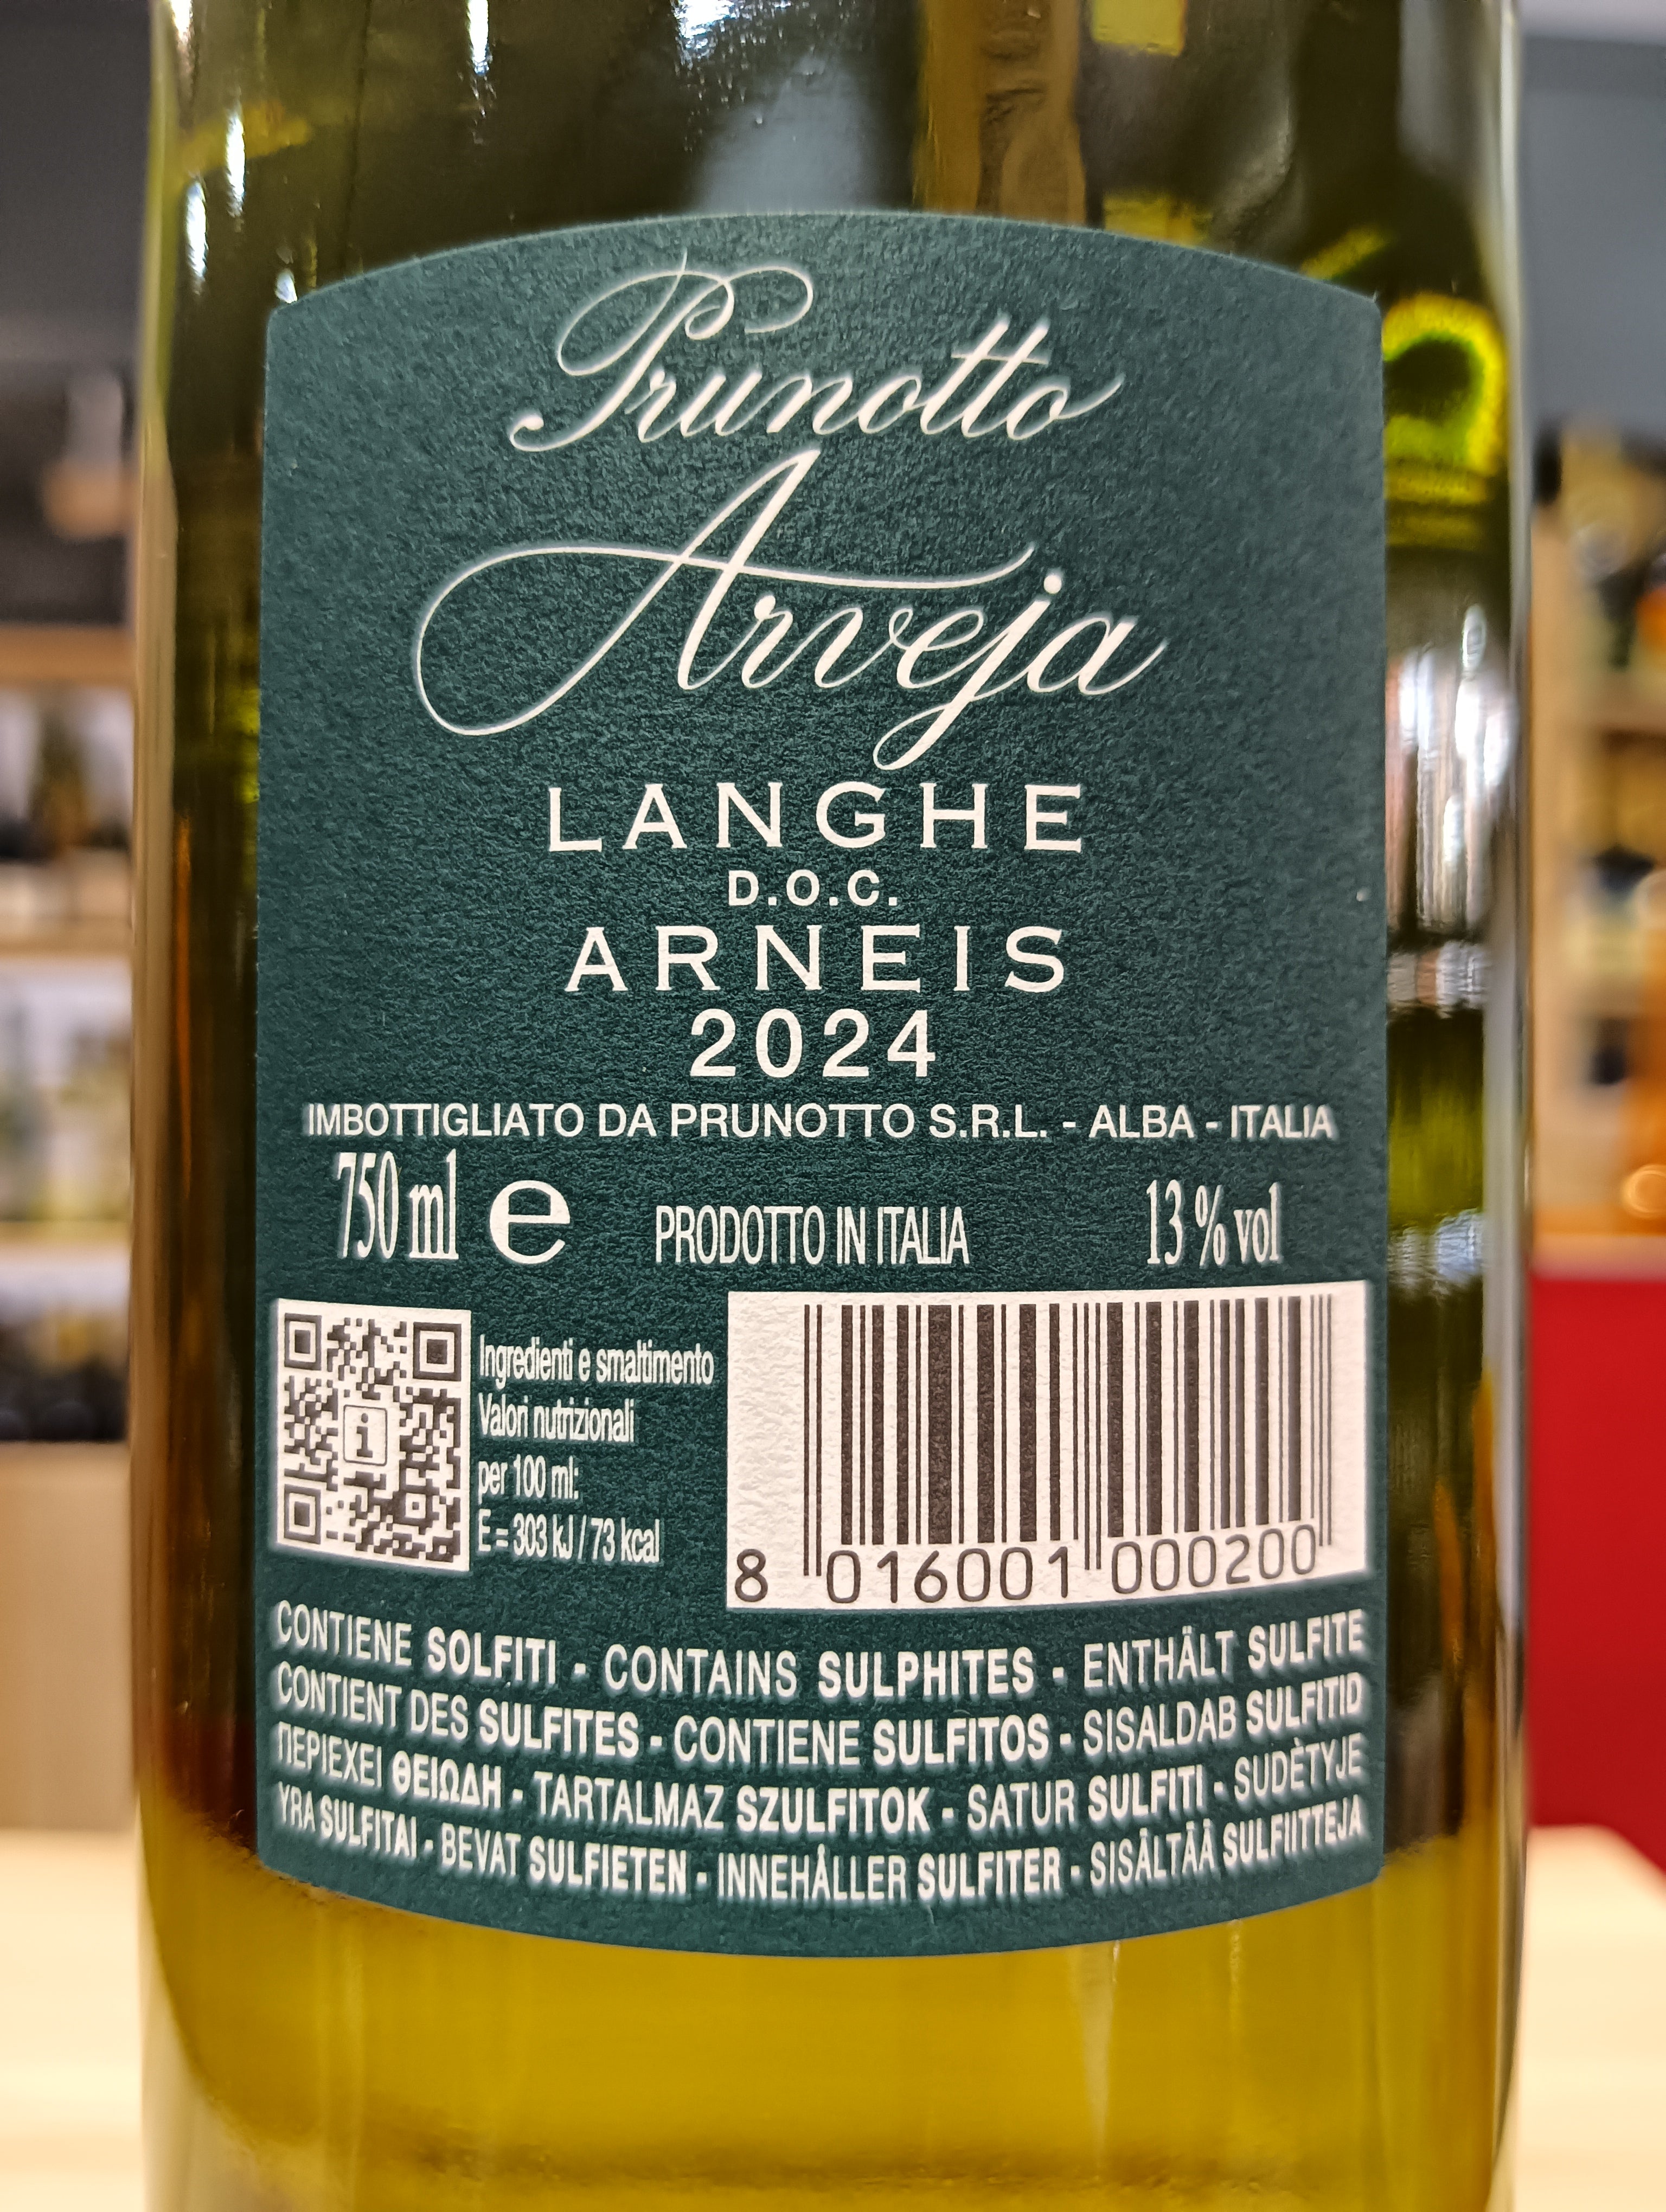 Prunotto
Arveja
LANGHE
D.O.C.
ARNEIS
2024
IMBOTTIGLIATO DA PRUNOTTO S.R.L. - ALBA - ITALIA
750 ml e PRODOTTO IN ITALIA 13 % vol
i
Ingredienti e smaltimento
Valori nutrizionali
per 100 ml:
E = 303 kJ / 73 kcal
8 016001 000200
CONTIENE SOLFITI - CONTAINS SULPHITES - ENTHÄLT SULFITE
CONTIENT DES SULFITES - CONTIENE SULFITOS - SISALDAB SULFITID
ΠΕΡΙΕΧΕΙ ΘΕΙΩΔΗ - TARTALMAZ SZULFITOK - SATUR SULFITI - SUDÈTYJE
YRA SULFITAI - BEVAT SULFIETEN - INNEHÅLLER SULFITER - SISÄLTÄÄ SULFIITTEJA